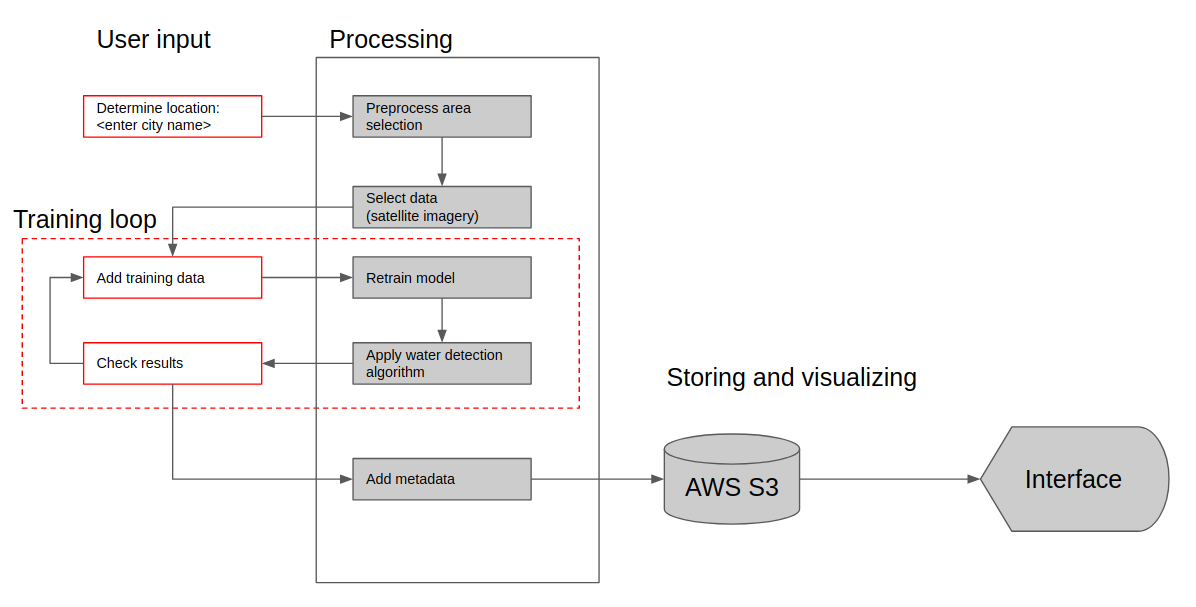 User input
Processing
Determine location:
<enter city name>
Preprocess area
selection
Select data
(satellite imagery)
Training loop
Add training data
Retrain model
Check results
Apply water detection
algorithm
Storing and visualizing
Add metadata
AWS S3
Interface